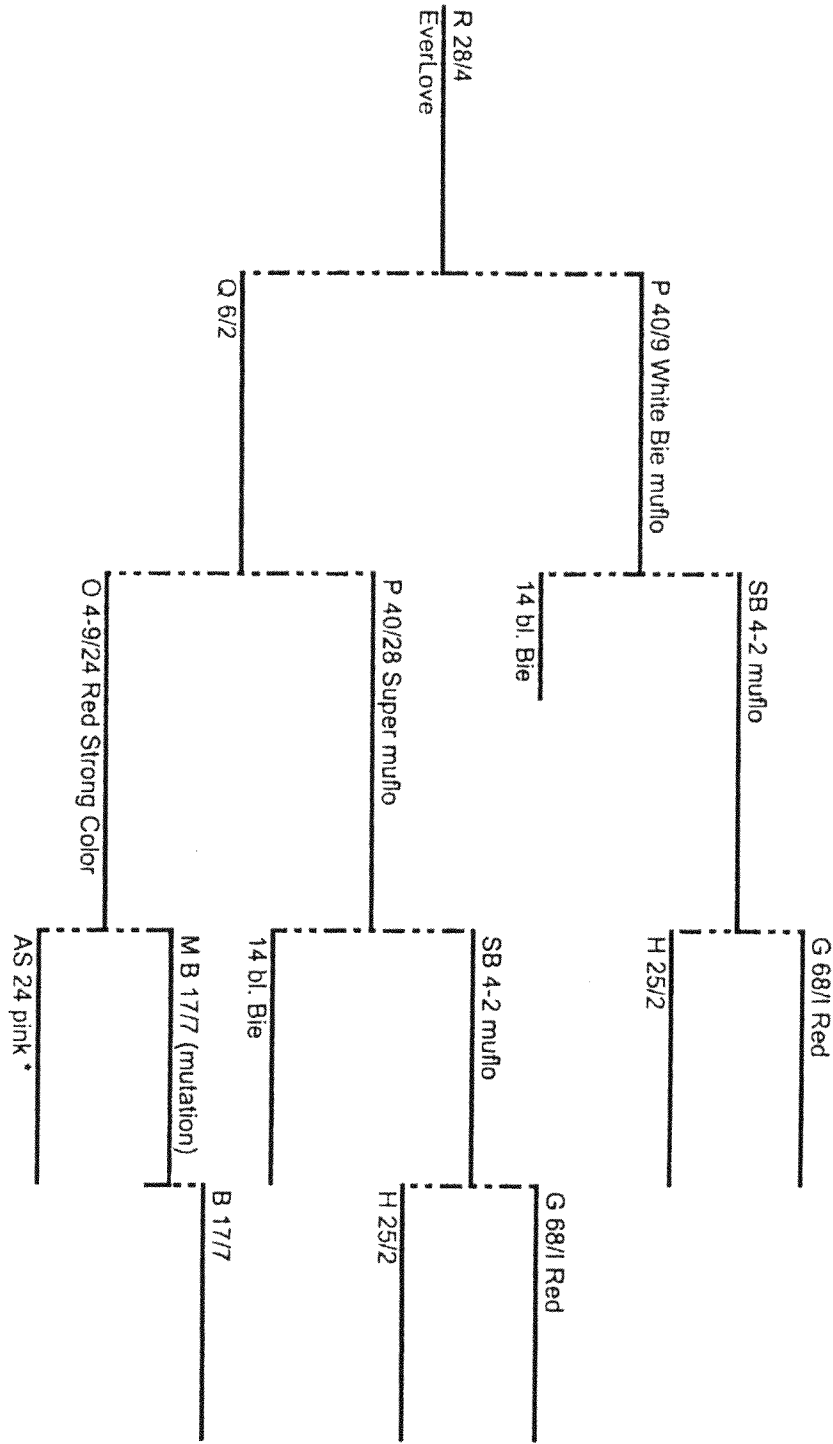 G 68/I Red
SB 4-2 muflo
P 40/9 White Bie muflo
H 25/2
G 68/I Red
14 bl. Bie
SB 4-2 muflo
R 28/4
EverLove
P 40/28 Super muflo
H 25/2
14 bl. Bie
Q 6/2
B 17/7
M B 17/7 (mutation)
O 4-9/24 Red Strong Color
AS 24 pink *